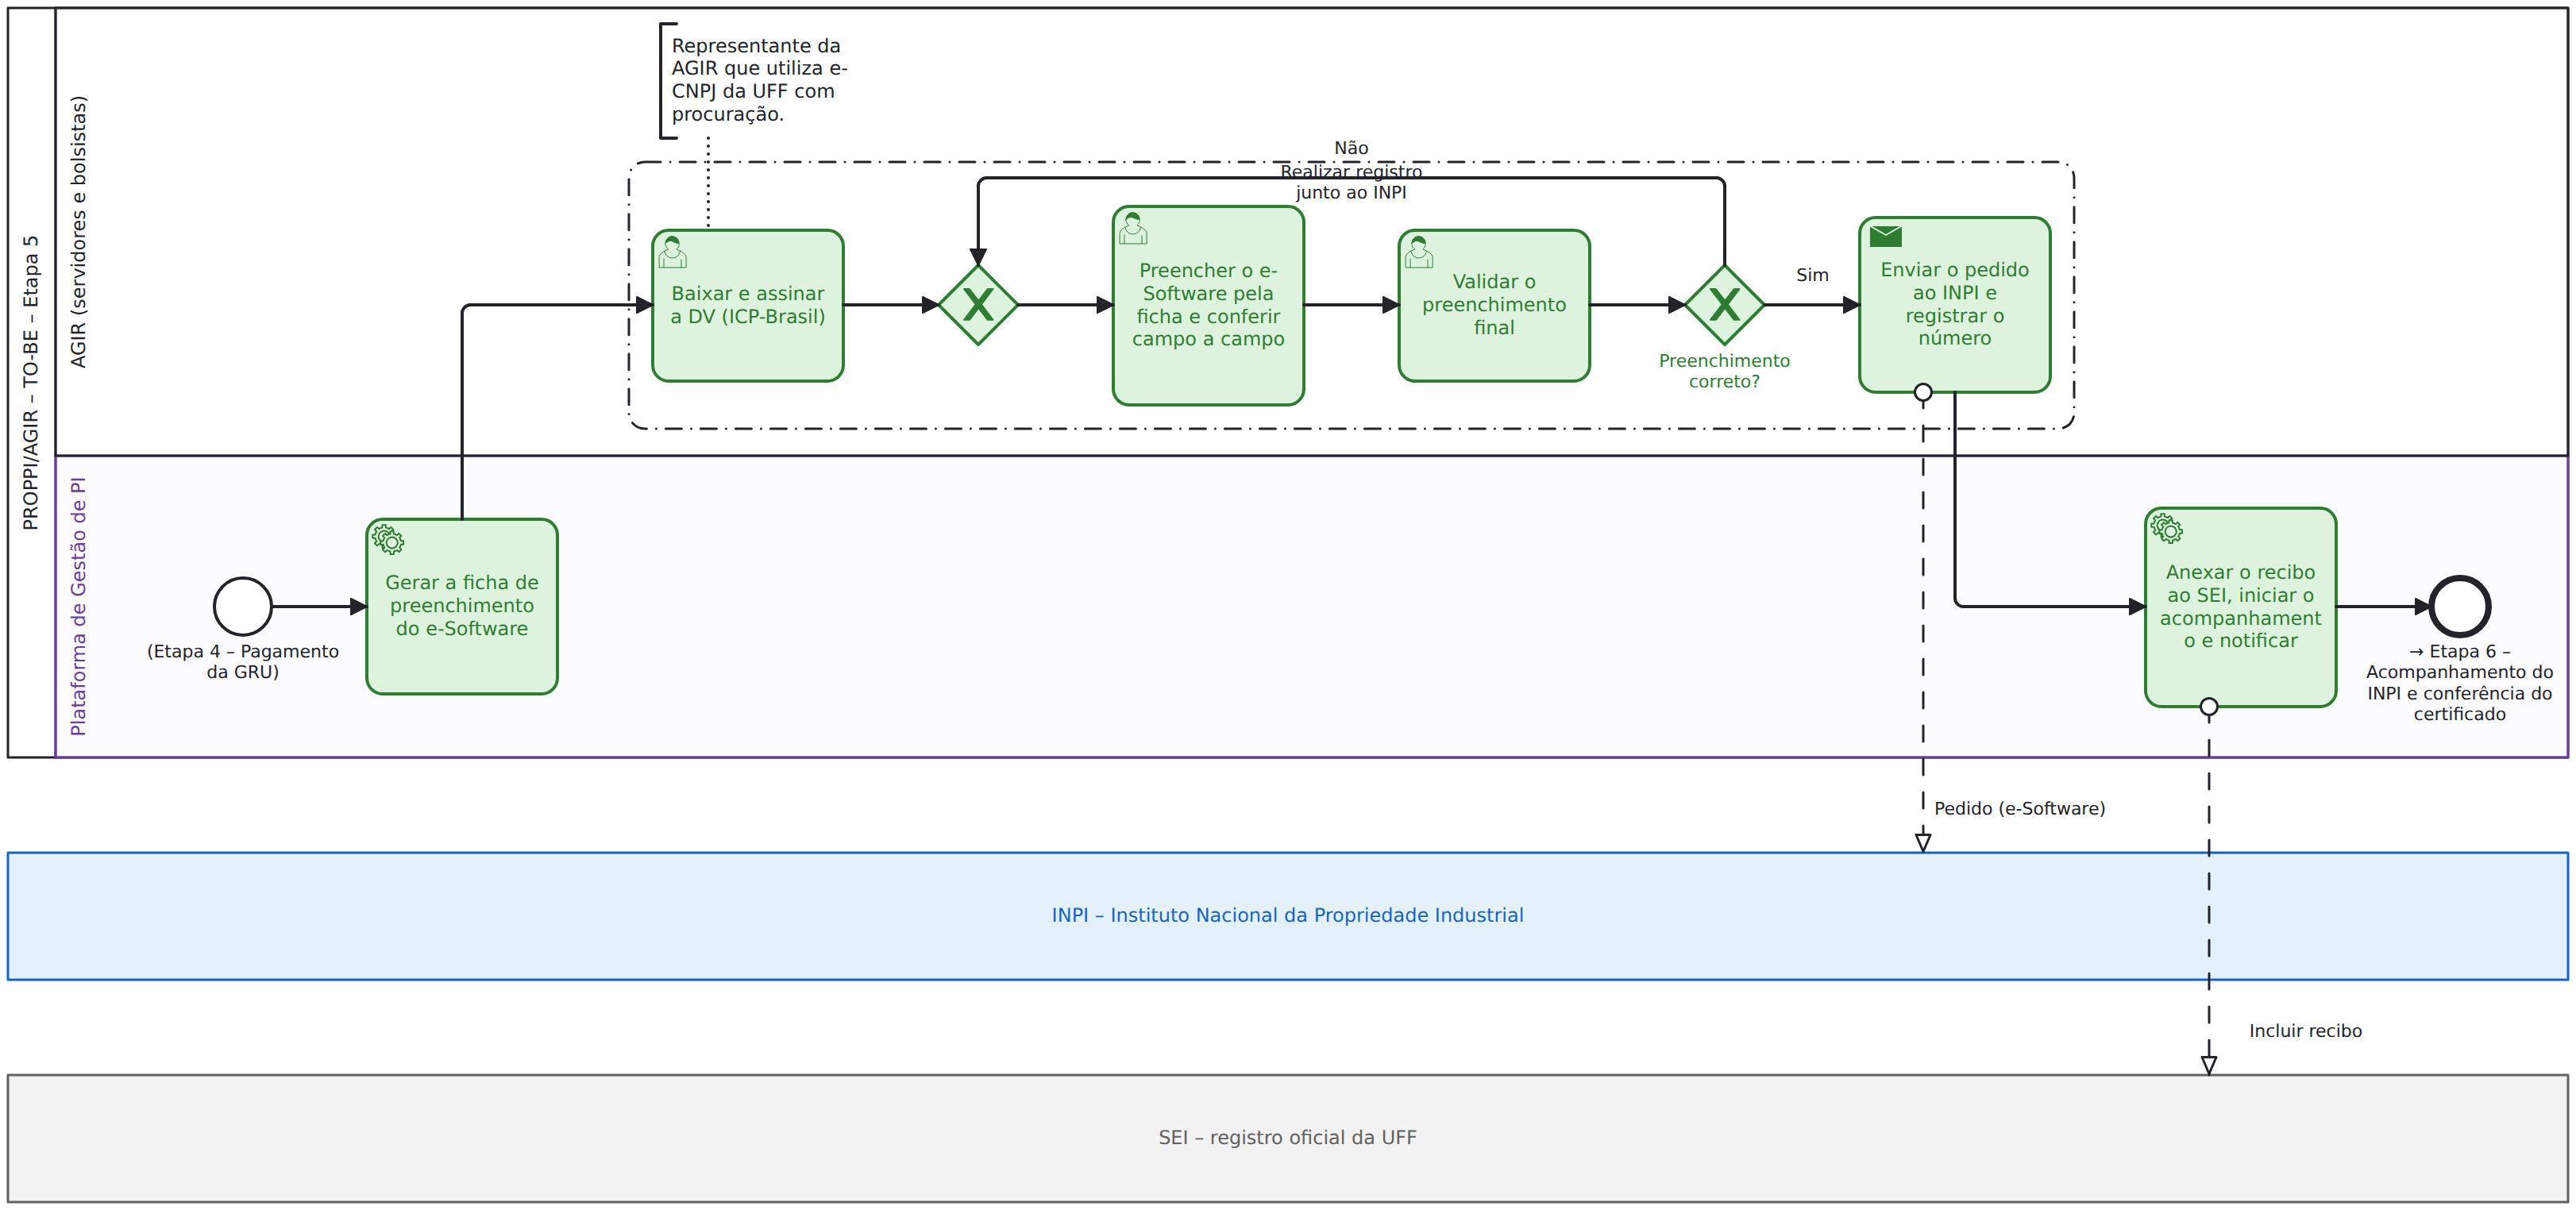 PROPPI/AGIR – TO-BE – Etapa 5
AGIR (servidores e bolsistas)
Representante da
AGIR que utiliza e-
CNPJ da UFF com
procuração.
Não
Realizar registro
junto ao INPI
Baixar e assinar
a DV (ICP-Brasil)
Preencher o e-
Software pela
ficha e conferir
campo a campo
Validar o
preenchimento
final
Preenchimento
correto?
Sim
Enviar o pedido
ao INPI e
registrar o
número
Plataforma de Gestão de PI
(Etapa 4 – Pagamento
da GRU)
Gerar a ficha de
preenchimento
do e-Software
Anexar o recibo
ao SEI, iniciar o
acompanhament
o e notificar
→ Etapa 6 –
Acompanhamento do
INPI e conferência do
certificado
Pedido (e-Software)
INPI – Instituto Nacional da Propriedade Industrial
Incluir recibo
SEI – registro oficial da UFF